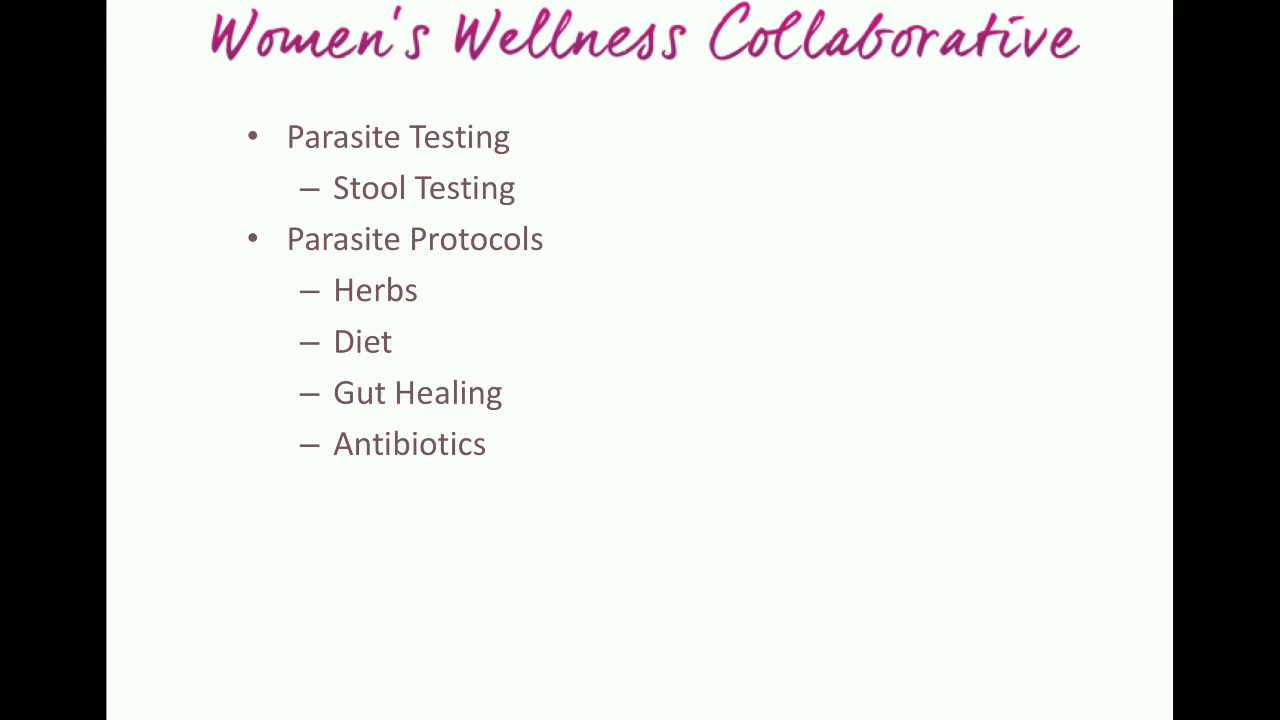 Women's Wellness Collaborative
• Parasite Testing
– Stool Testing
• Parasite Protocols
– Herbs
– Diet
– Gut Healing
– Antibiotics